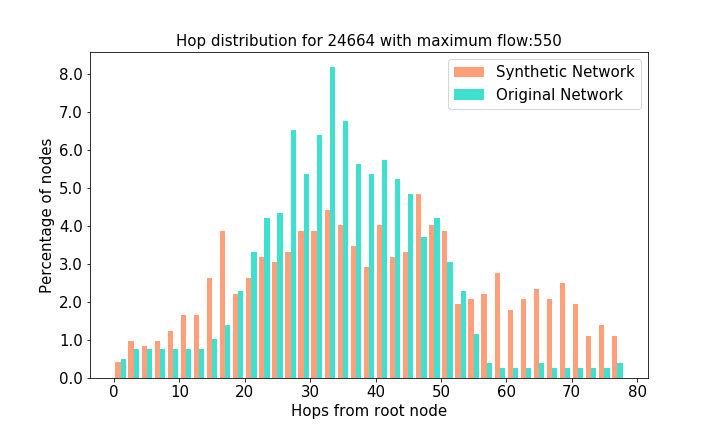 Hop distribution for 24664 with maximum flow:550
Synthetic Network
Original Network
Percentage of nodes
8.0
7.0
6.0
5.0
4.0
3.0
2.0
1.0
0.0
0 10 20 30 40 50 60 70 80
Hops from root node